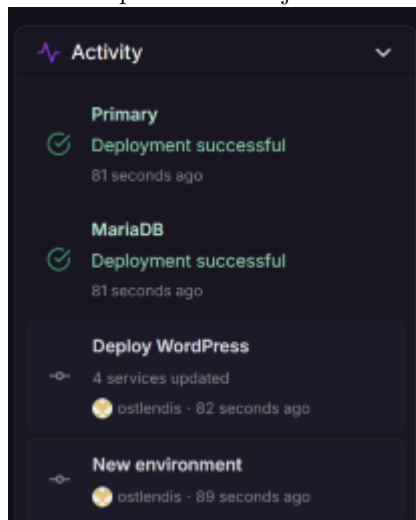 Activity
Primary
Deployment successful
81 seconds ago
MariaDB
Deployment successful
81 seconds ago
Deploy WordPress
4 services updated
ostlendis · 82 seconds ago
New environment
ostlendis · 89 seconds ago